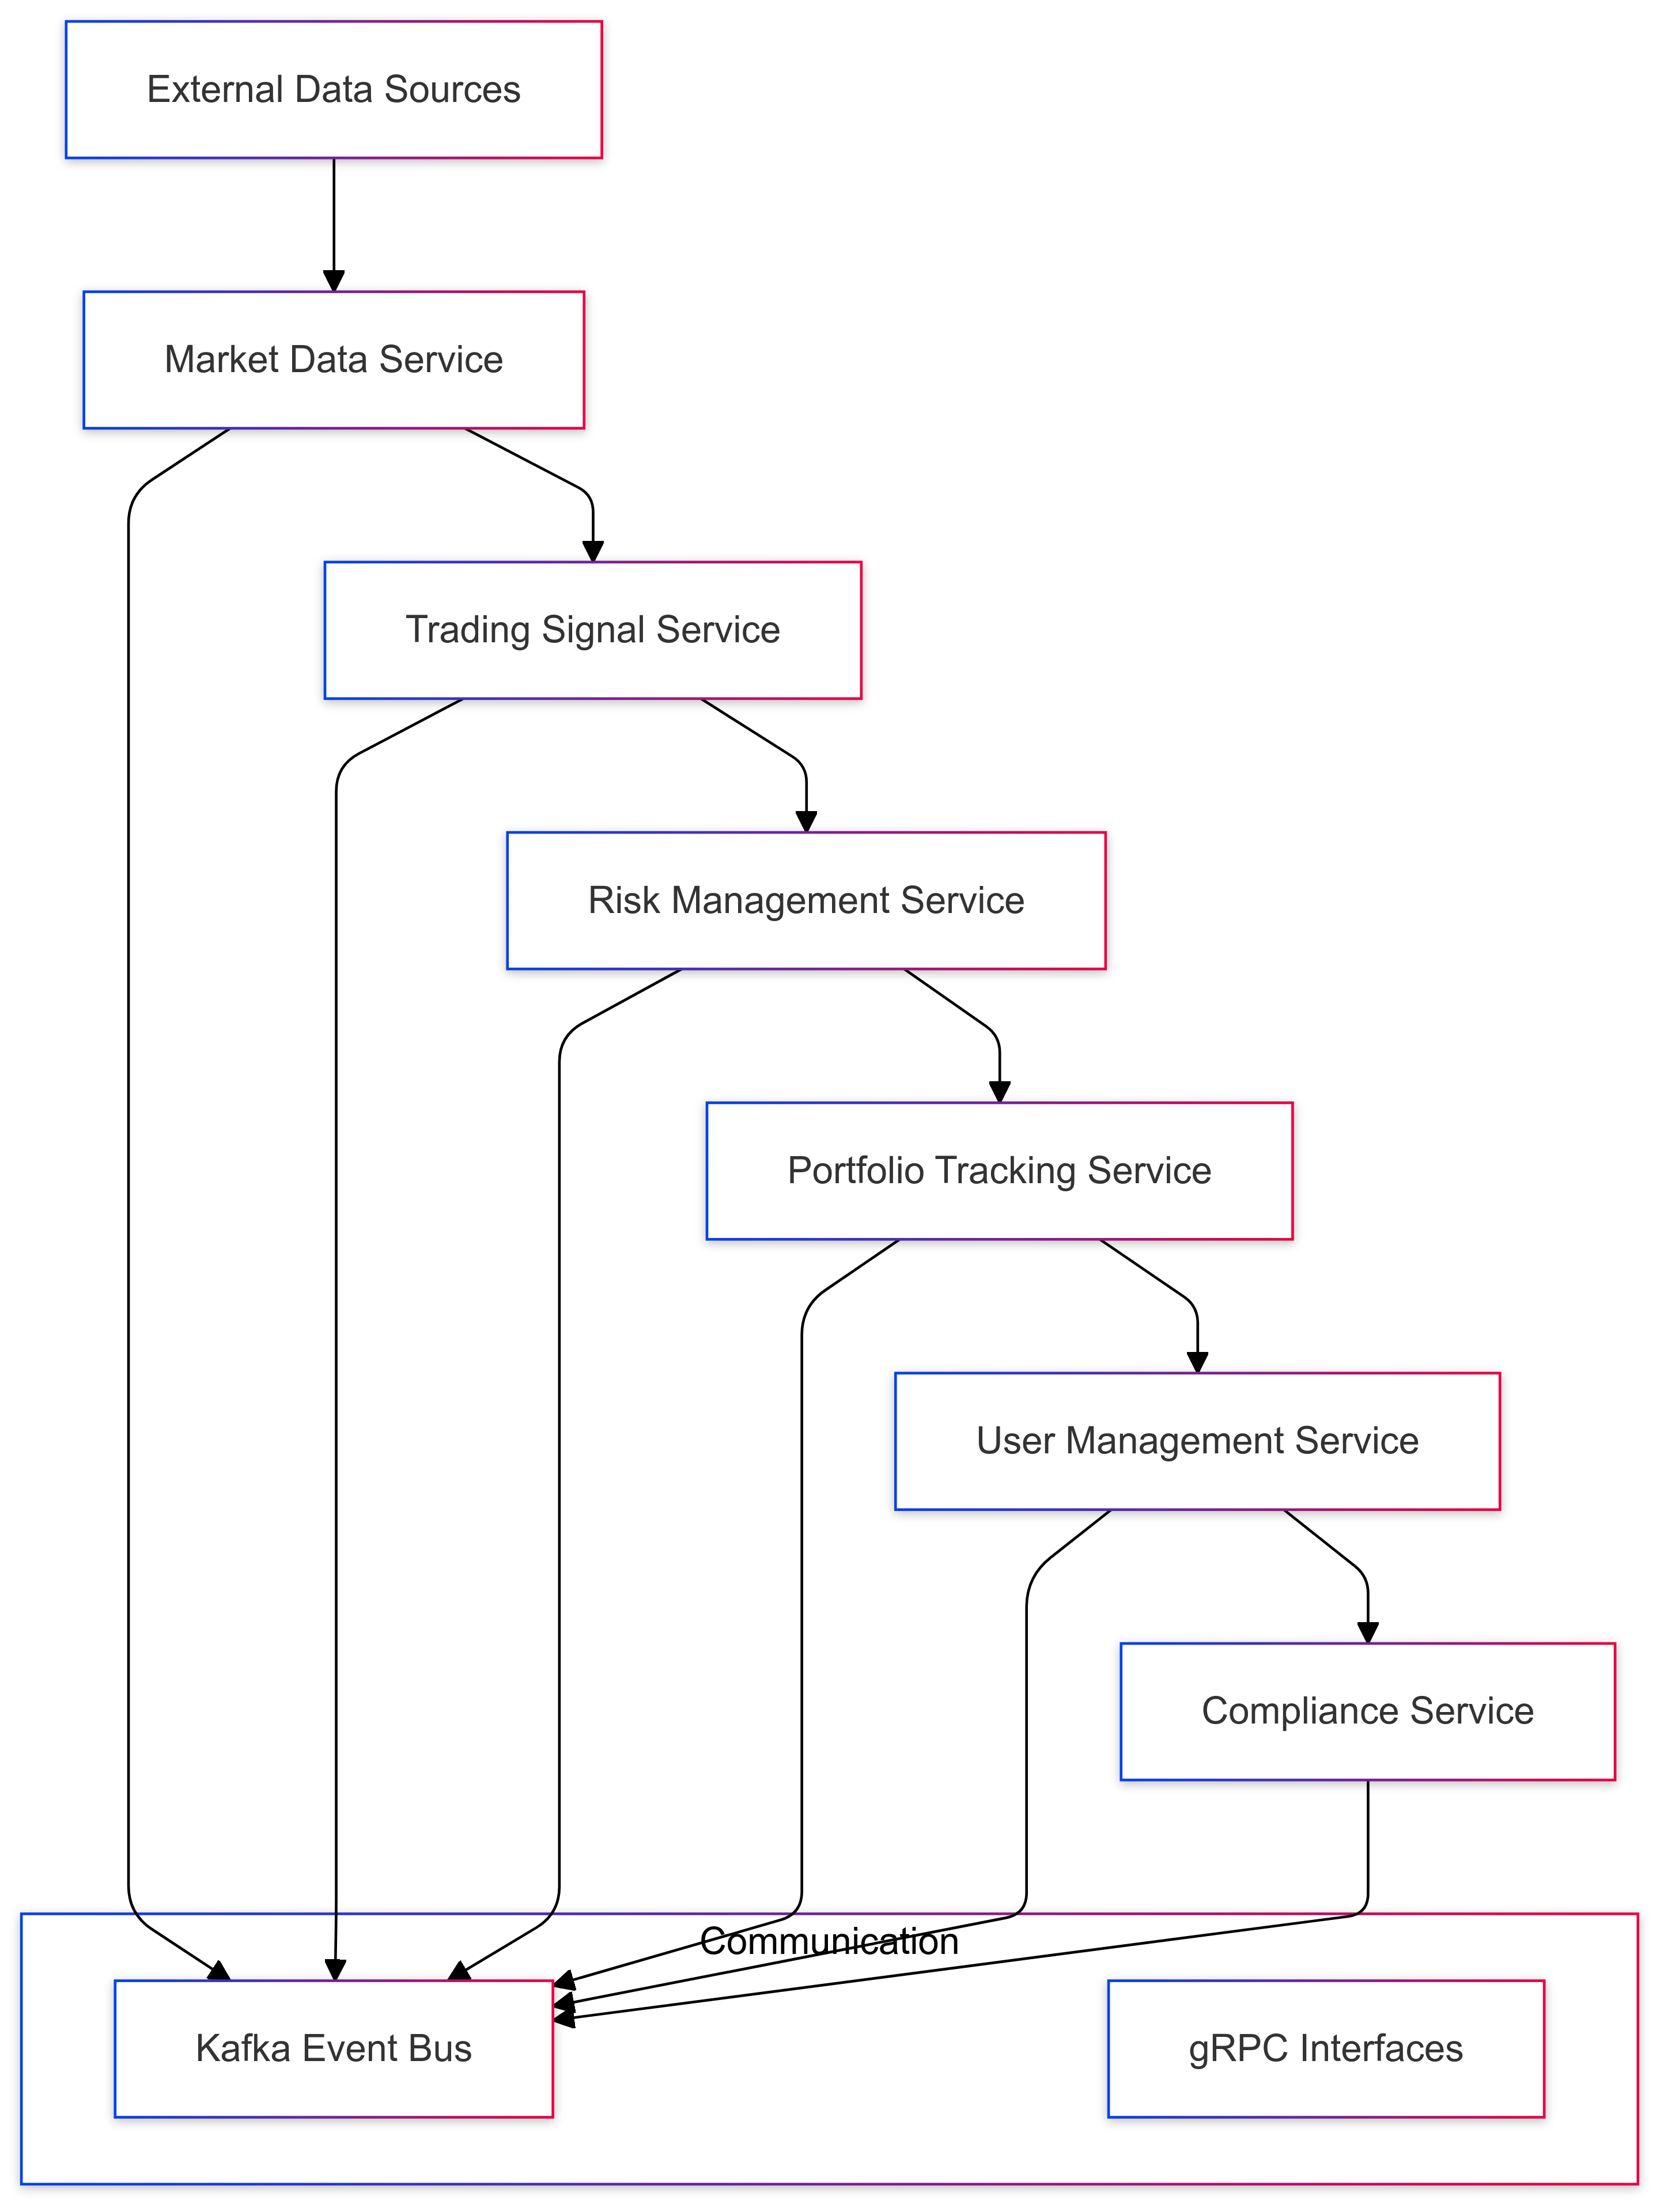 External Data Sources
Market Data Service
Trading Signal Service
Risk Management Service
Portfolio Tracking Service
User Management Service
Compliance Service
Communication
Kafka Event Bus
gRPC Interfaces